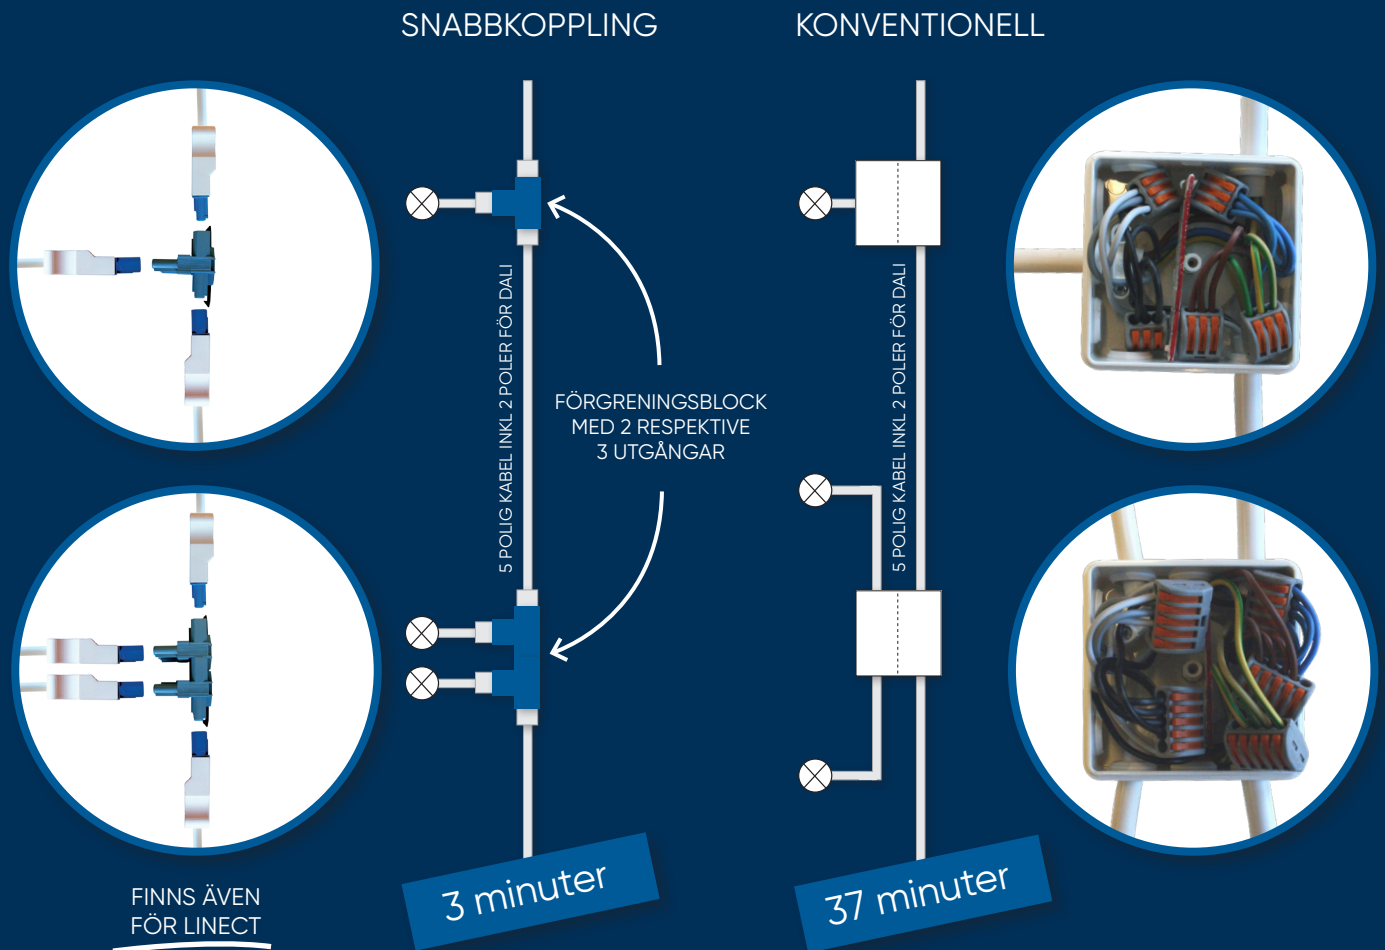 SNABBKOPPLING
KONVENTIONELL
5 POLIG KABEL INKL 2 POLER FÖR DALI
FÖRGRENINGSBLOCK
MED 2 RESPEKTIVE
3 UTGÅNGAR
5 POLIG KABEL INKL 2 POLER FÖR DALI
3 minuter
37 minuter
FINNS ÄVEN
FÖR LINECT